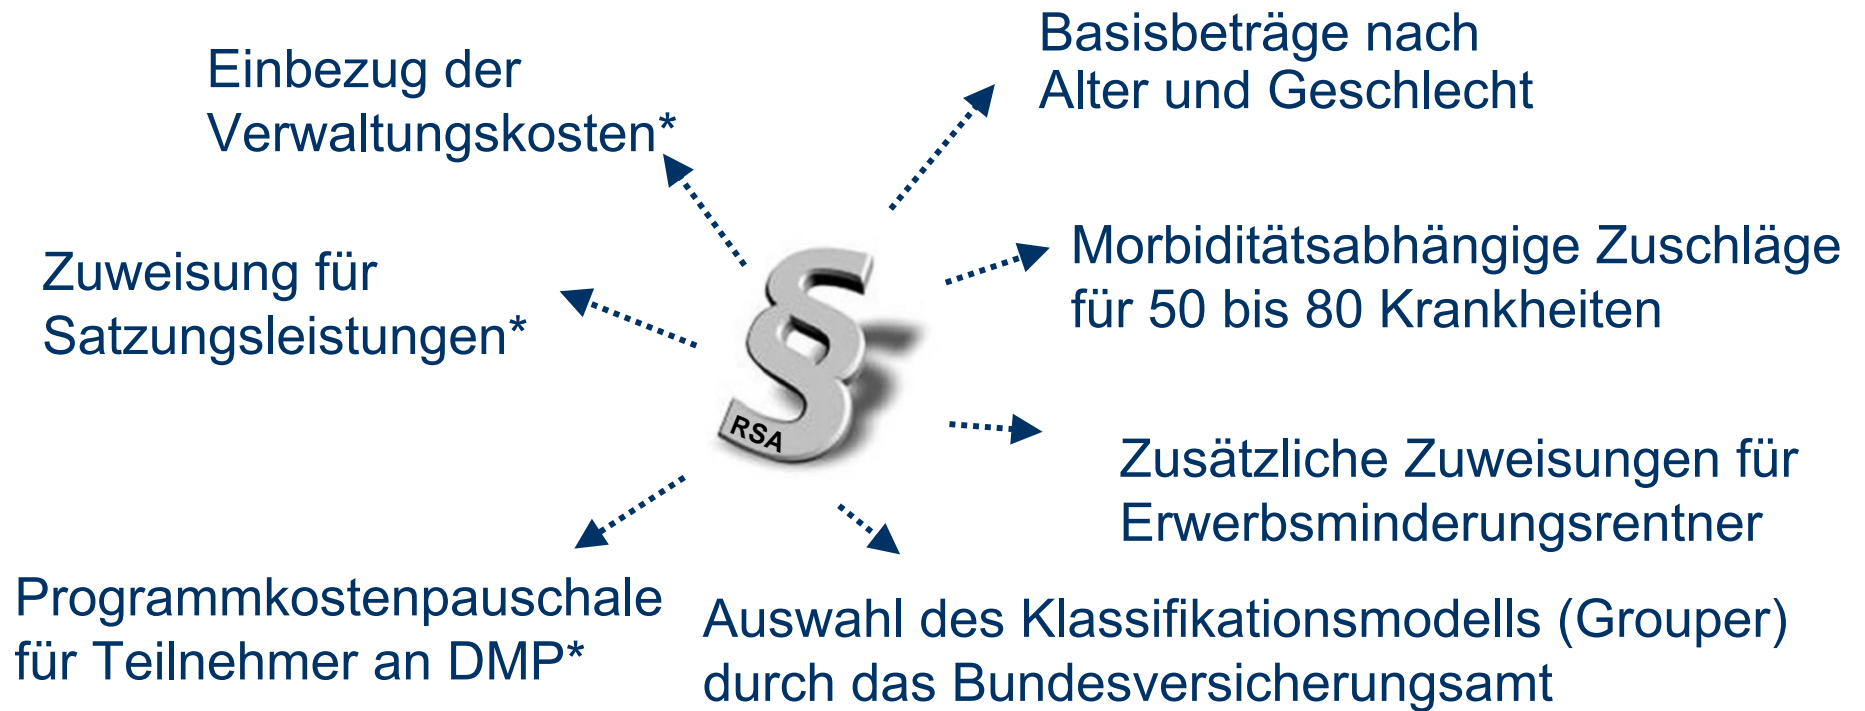 Einbezug der
Verwaltungskosten*
Basisbeträge nach
Alter und Geschlecht
Zuweisung für
Satzungsleistungen*
Morbiditätsabhängige Zuschläge
für 50 bis 80 Krankheiten
§
RSA
Zusätzliche Zuweisungen für
Erwerbsminderungsrentner
Programmkostenpauschale
für Teilnehmer an DMP*
Auswahl des Klassifikationsmodells (Grouper)
durch das Bundesversicherungsamt